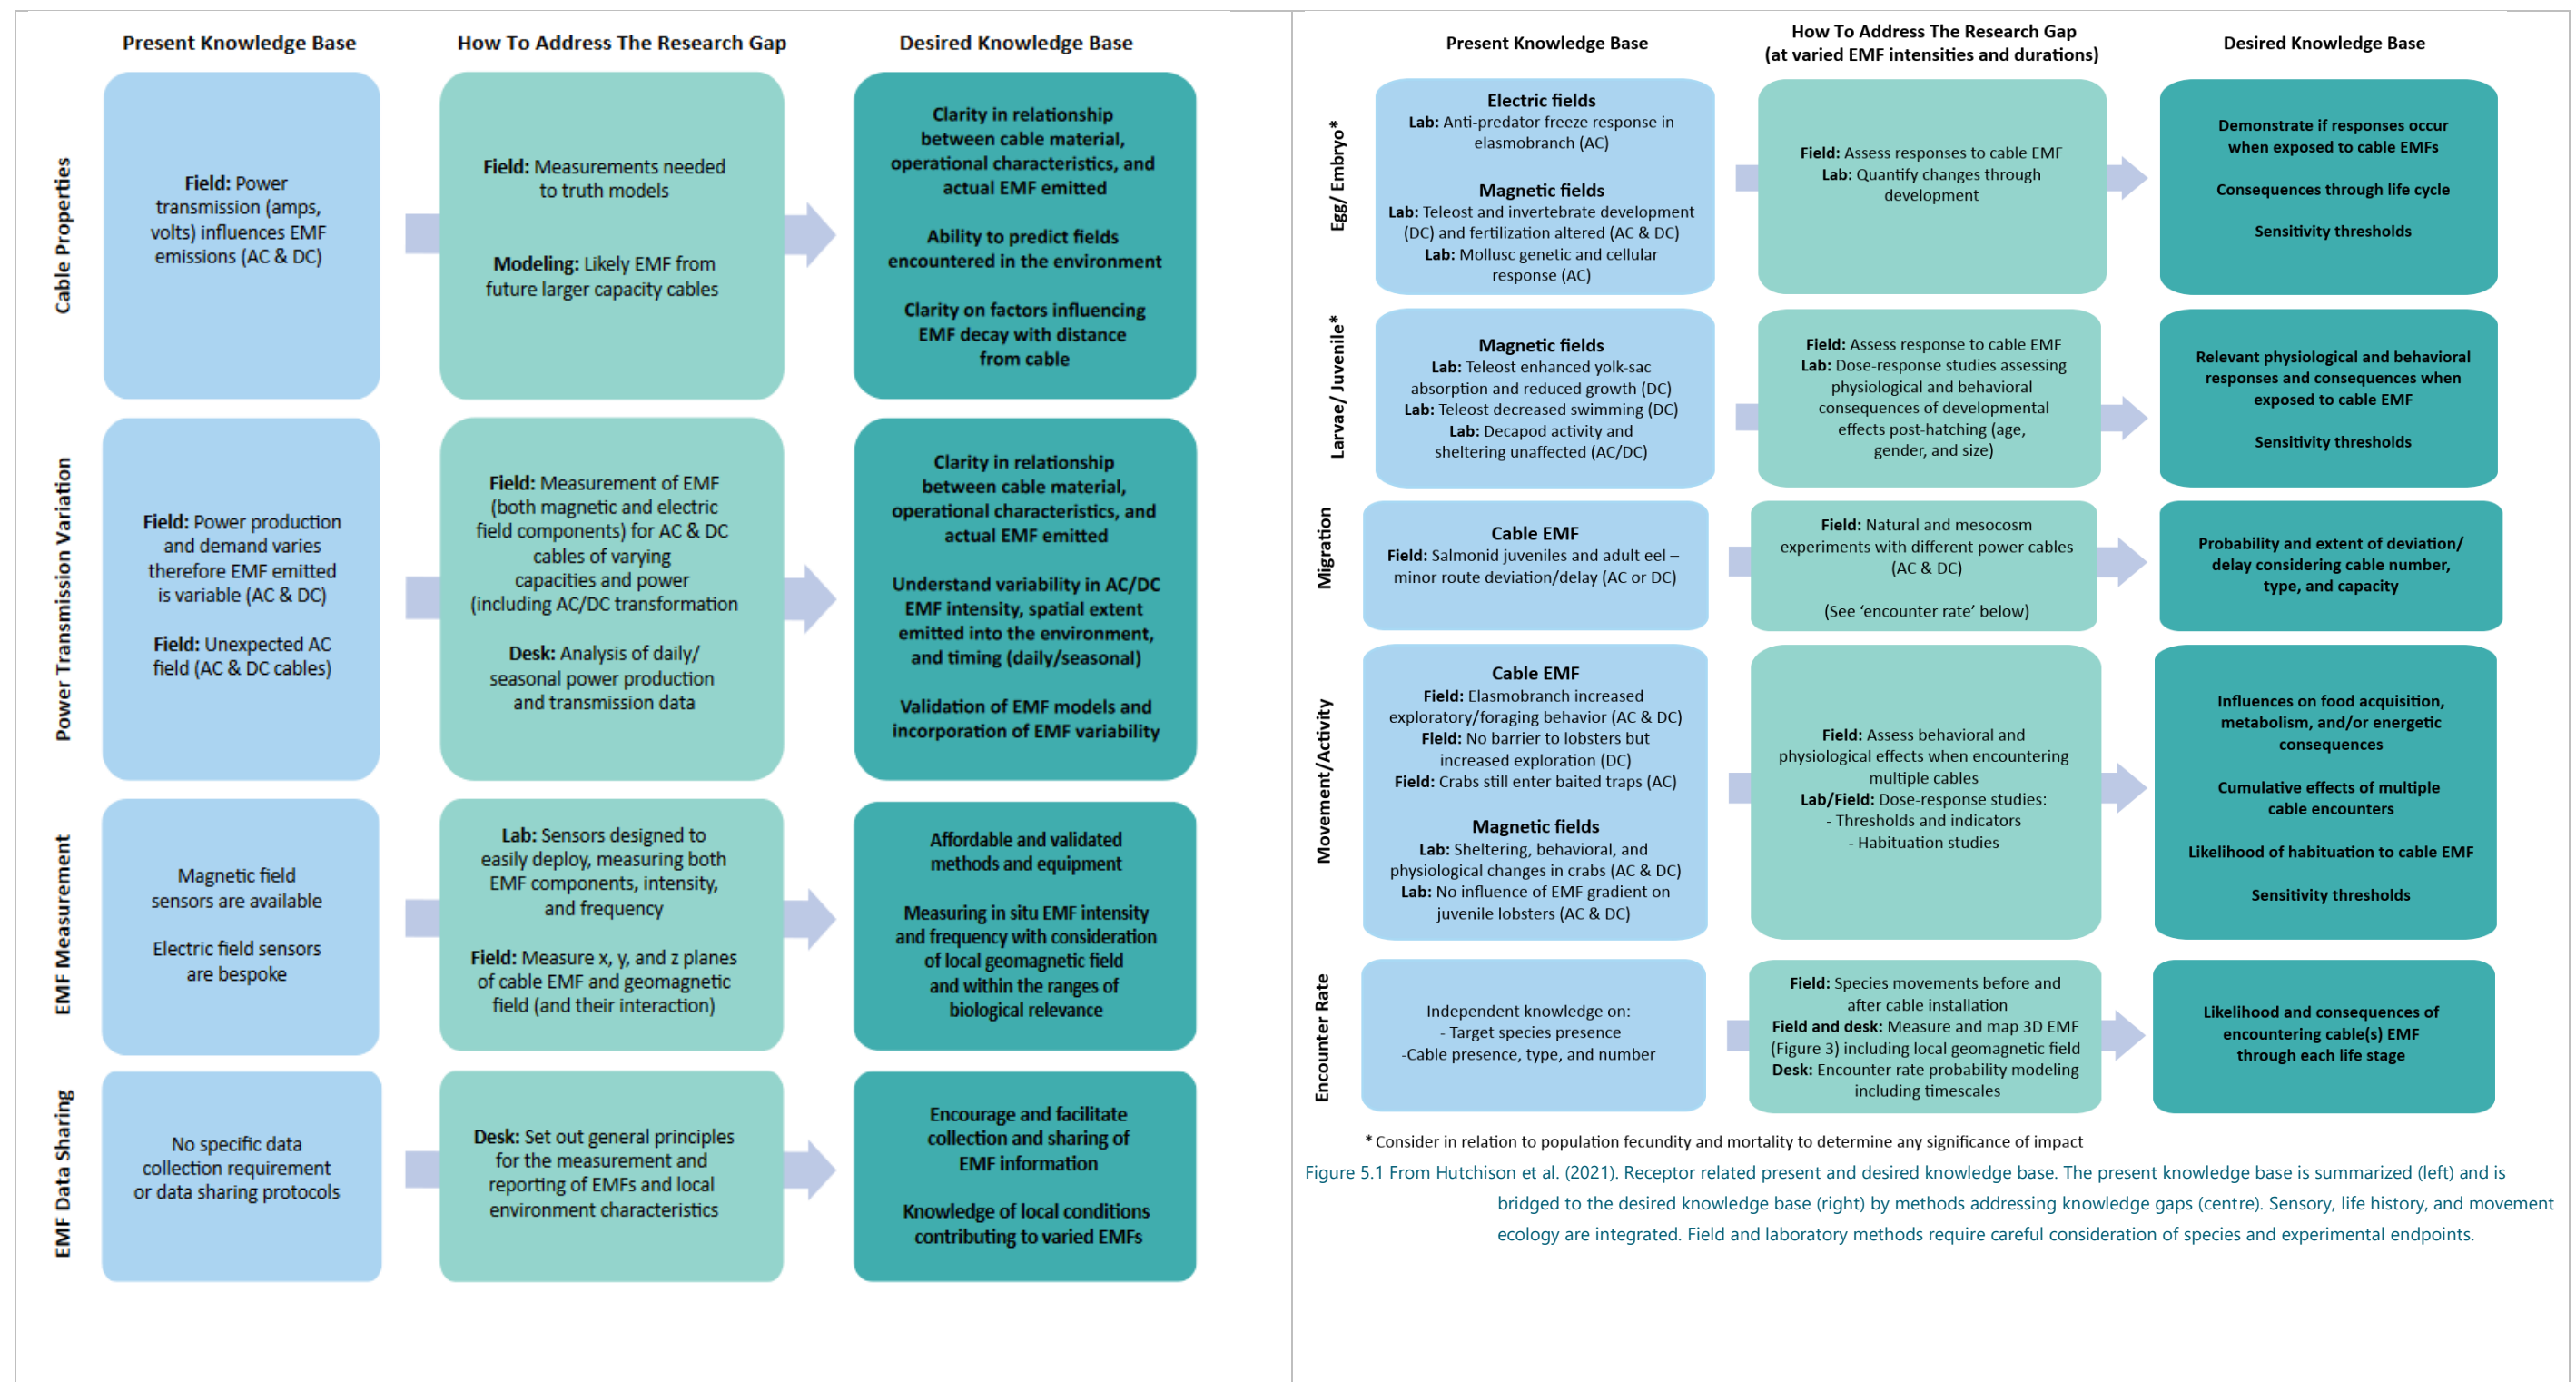 Present Knowledge Base
How To Address The Research Gap
Desired Knowledge Base
Cable Properties
Field: Power
transmission (amps,
volts) influences EMF
emissions (AC & DC)
Field: Measurements needed
to truth models
Modeling: Likely EMF from
future larger capacity cables
Clarity in relationship
between cable material,
operational characteristics, and
actual EMF emitted
Ability to predict fields
encountered in the environment
Clarity on factors influencing
EMF decay with distance
from cable
Power Transmission Variation
Field: Power production
and demand varies
therefore EMF emitted
is variable (AC & DC)
Field: Unexpected AC
field (AC & DC cables)
Field: Measurement of EMF
(both magnetic and electric
field components) for AC & DC
cables of varying
capacities and power
(including AC/DC transformation
Desk: Analysis of daily/
seasonal power production
and transmission data
Clarity in relationship
between cable material,
operational characteristics, and
actual EMF emitted
Understand variability in AC/DC
EMF intensity, spatial extent
emitted into the environment,
and timing (daily/seasonal)
Validation of EMF models and
incorporation of EMF variability
EMF Measurement
Magnetic field
sensors are available
Electric field sensors
are bespoke
Lab: Sensors designed to
easily deploy, measuring both
EMF components, intensity,
and frequency
Field: Measure x, y, and z planes
of cable EMF and geomagnetic
field (and their interaction)
Affordable and validated
methods and equipment
Measuring in situ EMF intensity
and frequency with consideration
of local geomagnetic field
and within the ranges of
biological relevance
EMF Data Sharing
No specific data
collection requirement
or data sharing protocols
Desk: Set out general principles
for the measurement and
reporting of EMFs and local
environment characteristics
Encourage and facilitate
collection and sharing of
EMF information
Knowledge of local conditions
contributing to varied EMFs
Present Knowledge Base
How To Address The Research Gap
(at varied EMF intensities and durations)
Desired Knowledge Base
Egg/ Embryo*
Electric fields
Lab: Anti-predator freeze response in
elasmobranch (AC)
Magnetic fields
Lab: Teleost and invertebrate development
(DC) and fertilization altered (AC & DC)
Lab: Mollusc genetic and cellular
response (AC)
Field: Assess responses to cable EMF
Lab: Quantify changes through
development
Demonstrate if responses occur
when exposed to cable EMFs
Consequences through life cycle
Sensitivity thresholds
Larvae/ Juvenile*
Magnetic fields
Lab: Teleost enhanced yolk-sac
absorption and reduced growth (DC)
Lab: Teleost decreased swimming (DC)
Lab: Decapod activity and
sheltering unaffected (AC/DC)
Field: Assess response to cable EMF
Lab: Dose-response studies assessing
physiological and behavioral
consequences of developmental
effects post-hatching (age,
gender, and size)
Relevant physiological and behavioral
responses and consequences when
exposed to cable EMF
Sensitivity thresholds
Migration
Cable EMF
Field: Salmonid juveniles and adult eel –
minor route deviation/delay (AC or DC)
Field: Natural and mesocosm
experiments with different power cables
(AC & DC)
(See ‘encounter rate’ below)
Probability and extent of deviation/
delay considering cable number,
type, and capacity
Movement/Activity
Cable EMF
Field: Elasmobranch increased
exploratory/foraging behavior (AC & DC)
Field: No barrier to lobsters but
increased exploration (DC)
Field: Crabs still enter baited traps (AC)
Magnetic fields
Lab: Sheltering, behavioral, and
physiological changes in crabs (AC & DC)
Lab: No influence of EMF gradient on
juvenile lobsters (AC & DC)
Field: Assess behavioral and
physiological effects when encountering
multiple cables
Lab/Field: Dose-response studies:
- Thresholds and indicators
- Habituation studies
Influences on food acquisition,
metabolism, and/or energetic
consequences
Cumulative effects of multiple
cable encounters
Likelihood of habituation to cable EMF
Sensitivity thresholds
Encounter Rate
Independent knowledge on:
- Target species presence
-Cable presence, type, and number
Field: Species movements before and
after cable installation
Field and desk: Measure and map 3D EMF
(Figure 3) including local geomagnetic field
Desk: Encounter rate probability modeling
including timescales
Likelihood and consequences of
encountering cable(s) EMF
through each life stage
* Consider in relation to population fecundity and mortality to determine any significance of impact
Figure 5.1 From Hutchison et al. (2021). Receptor related present and desired knowledge base. The present knowledge base is summarized (left) and is
bridged to the desired knowledge base (right) by methods addressing knowledge gaps (centre). Sensory, life history, and movement
ecology are integrated. Field and laboratory methods require careful consideration of species and experimental endpoints.